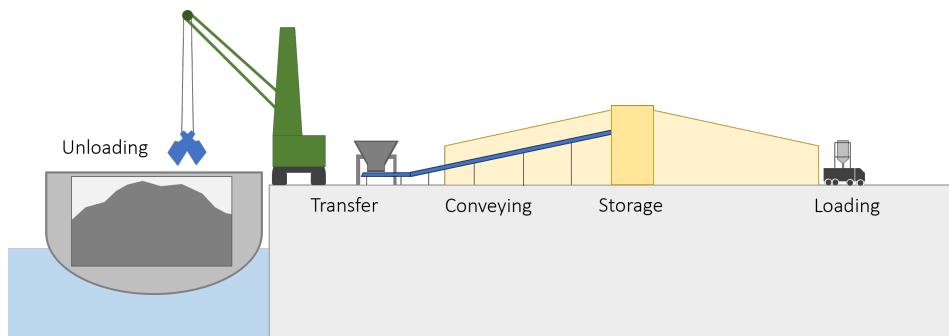 Unloading
Transfer
Conveying
Storage
Loading